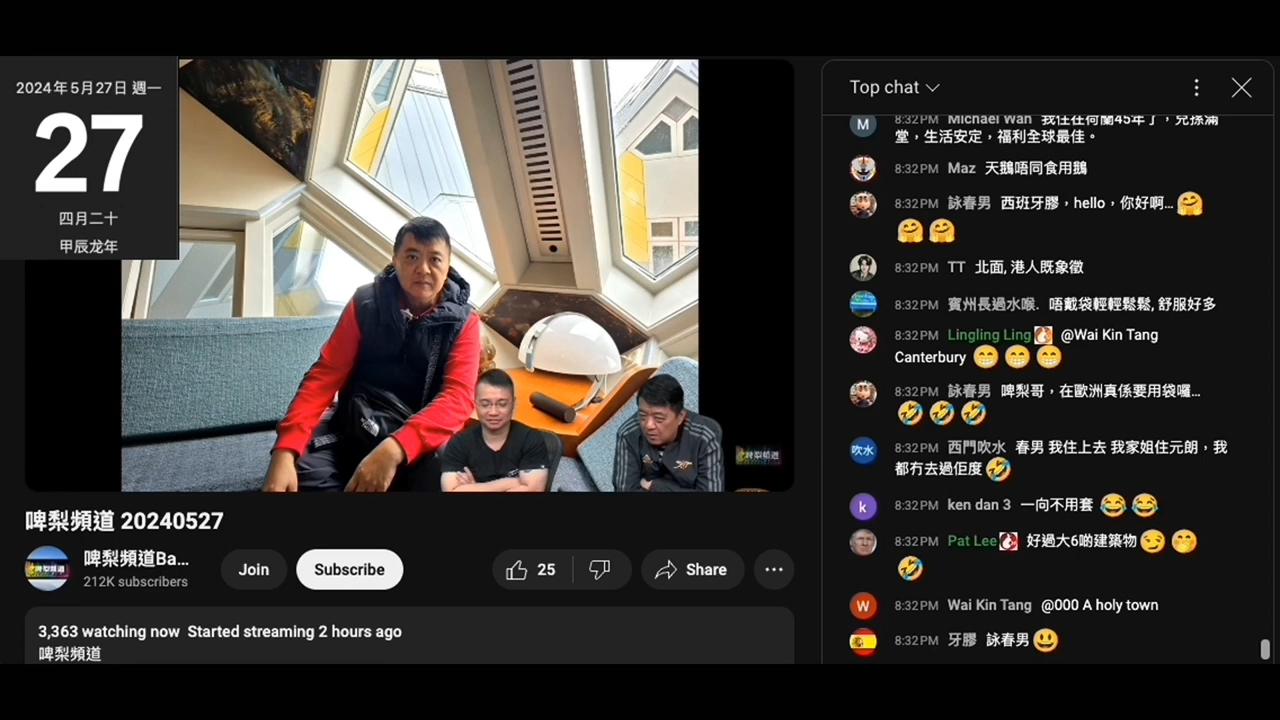 2024年5月27日 週一
27
四月二十
甲辰龙年
啤梨頻道
啤梨頻道 20240527
啤梨頻道Ba...
212K subscribers
Join
Subscribe
25
Share
3,363 watching now Started streaming 2 hours ago
啤梨頻道
Top chat
M
8:32PM Michael Wan 我住在荷蘭45年了，兒孫滿
堂，生活安定，福利全球最佳。
8:32PM Maz 天鵝唔同食用鵝
8:32PM 詠春男 西班牙膠，hello，你好啊...🤗
🤗🤗
8:32PM TT 北面, 港人既象徵
8:32PM 賓州長過水喉. 唔戴袋輕輕鬆鬆, 舒服好多
8:32PM Lingling Ling @Wai Kin Tang
Canterbury 😁😁😁
8:32PM 詠春男 啤梨哥，在歐洲真係要用袋囉...
🤣🤣🤣
吹水
8:32PM 西門吹水 春男 我住上去 我家姐住元朗，我
都冇去過佢度🤣
k
8:32PM ken dan 3 一向不用套 😂😂
8:32PM Pat Lee 好過大6啲建築物😏🤭
🤣
W
8:32PM Wai Kin Tang @000 A holy town
8:32PM 牙膠 詠春男😃